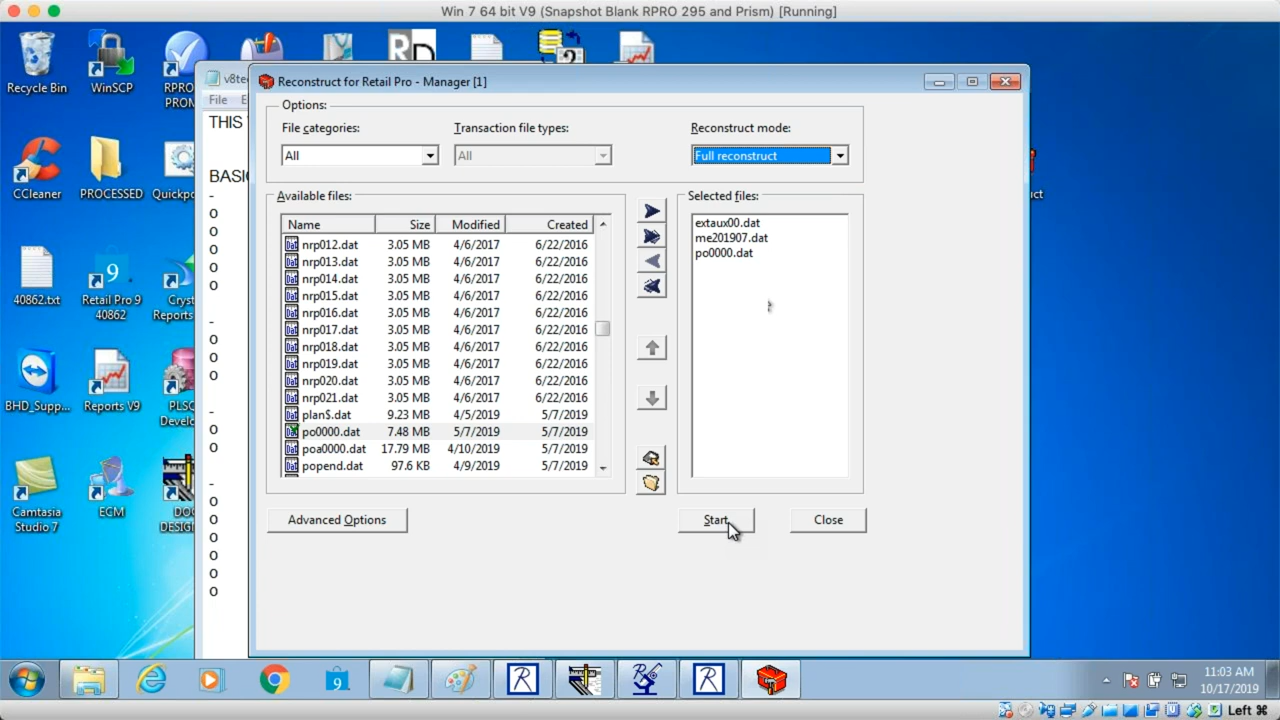 Win 7 64 bit V9 (Snapshot Blank RPRO 295 and Prism) [Running]
Recycle Bin
WinSCP
RPRO
PROM
CCleaner
PROCESSED
Quickpo
40862.txt
Retail Pro 9
40862
Cryst
Reports
BHD_Supp...
Reports V9
PLSQ
Develo
Camtasia
Studio 7
ECM
DOC
DESIGN
v8tec
File E
THIS
BASIC
-
o
o
o
o
o
-
o
o
o
-
o
o
-
o
o
o
o
o
o
Reconstruct for Retail Pro - Manager [1]
Options:
File categories:
Transaction file types:
Reconstruct mode:
All
All
Full reconstruct
Available files:
Selected files:
Name Size Modified Created
nrp012.dat 3.05 MB 4/6/2017 6/22/2016
nrp013.dat 3.05 MB 4/6/2017 6/22/2016
nrp014.dat 3.05 MB 4/6/2017 6/22/2016
nrp015.dat 3.05 MB 4/6/2017 6/22/2016
nrp016.dat 3.05 MB 4/6/2017 6/22/2016
nrp017.dat 3.05 MB 4/6/2017 6/22/2016
nrp018.dat 3.05 MB 4/6/2017 6/22/2016
nrp019.dat 3.05 MB 4/6/2017 6/22/2016
nrp020.dat 3.05 MB 4/6/2017 6/22/2016
nrp021.dat 3.05 MB 4/6/2017 6/22/2016
plan$.dat 9.23 MB 4/5/2019 5/7/2019
po0000.dat 7.48 MB 5/7/2019 5/7/2019
poa0000.dat 17.79 MB 4/10/2019 5/7/2019
popend.dat 97.6 KB 4/9/2019 5/7/2019
extaux00.dat
me201907.dat
po0000.dat
Advanced Options
Start
Close
ct
11:03 AM
10/17/2019
Left ⌘